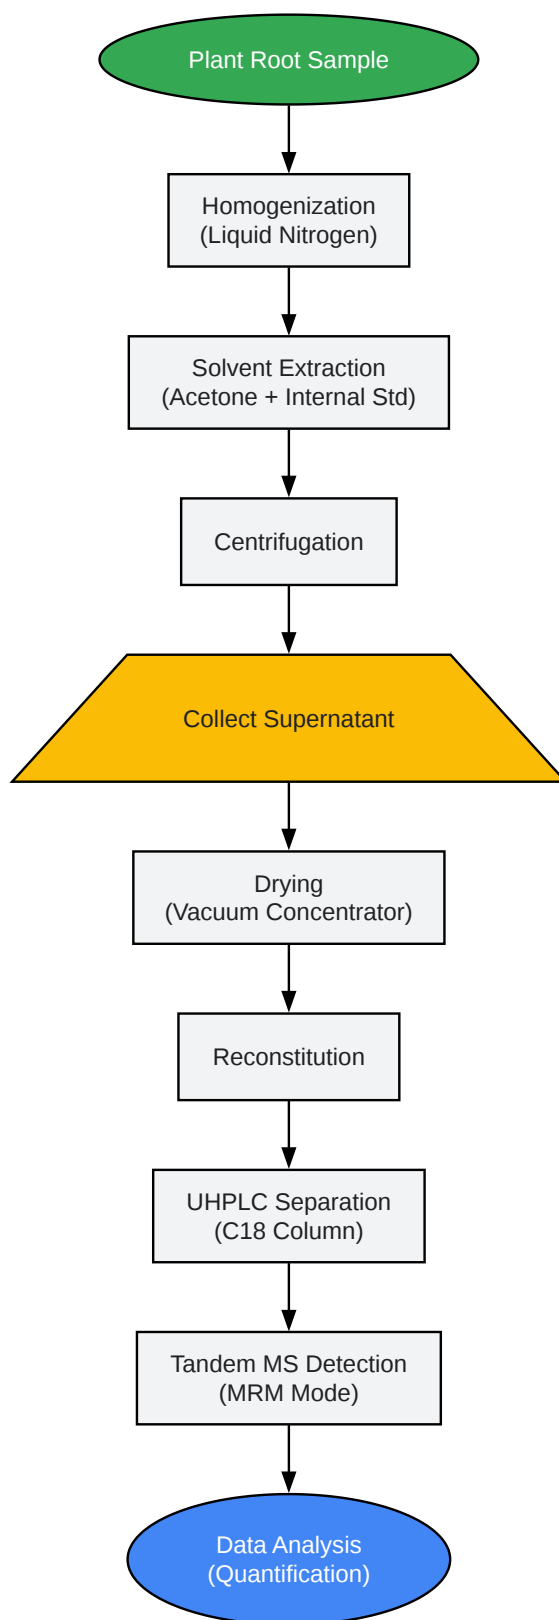 Plant Root Sample
Homogenization
(Liquid Nitrogen)
Solvent Extraction
(Acetone + Internal Std)
Centrifugation
Collect Supernatant
Drying
(Vacuum Concentrator)
Reconstitution
UHPLC Separation
(C18 Column)
Tandem MS Detection
(MRM Mode)
Data Analysis
(Quantification)